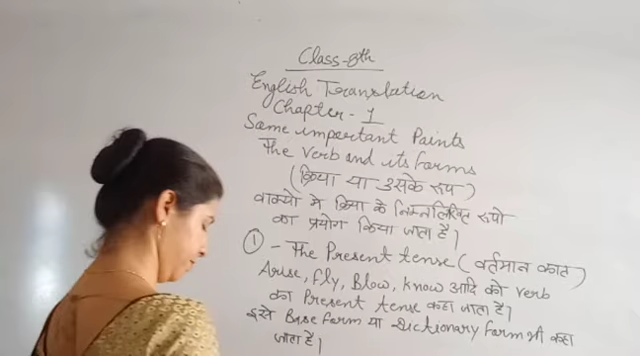 Class-8th
English Translation
Chapter-1
Some important Points
The Verb and its Forms
(क्रिया या उसके रूप)
वाक्यो मे क्रिया के निम्नलिखित रूपो
का प्रयोग किया जाता है।
① - The Present tense (वर्तमान काल)
Arise, fly, Blow, know आदि को verb
का Present tense कहा जाता है।
इसे Base form या Dictionary form भी कहा
जाता है।